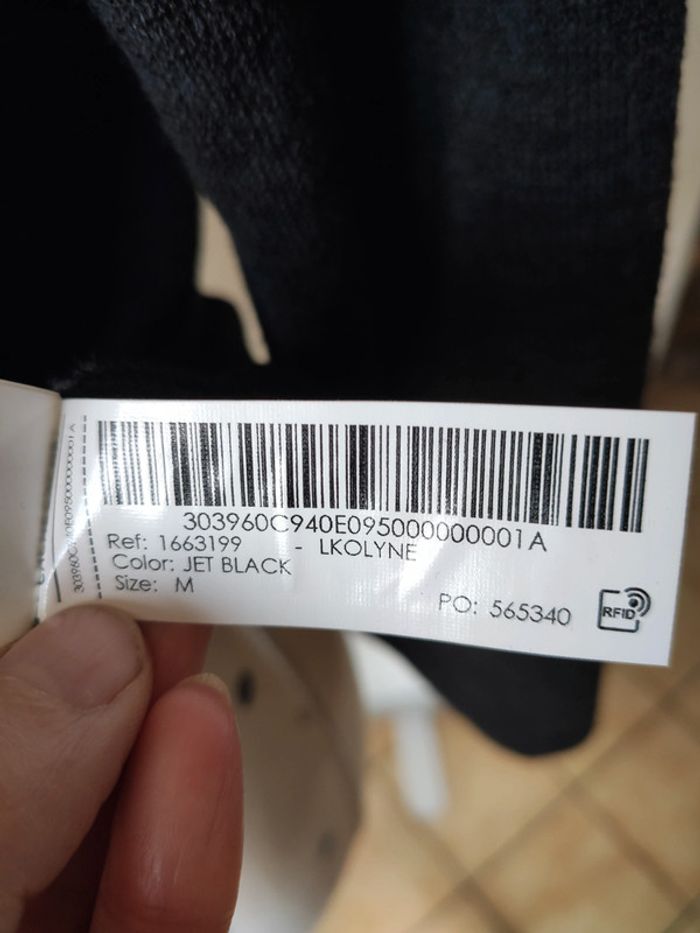 303960C940E095000000001A
Ref: 1663199 - LKOLYNE
Color: JET BLACK
Size: M
PO: 565340
RFID